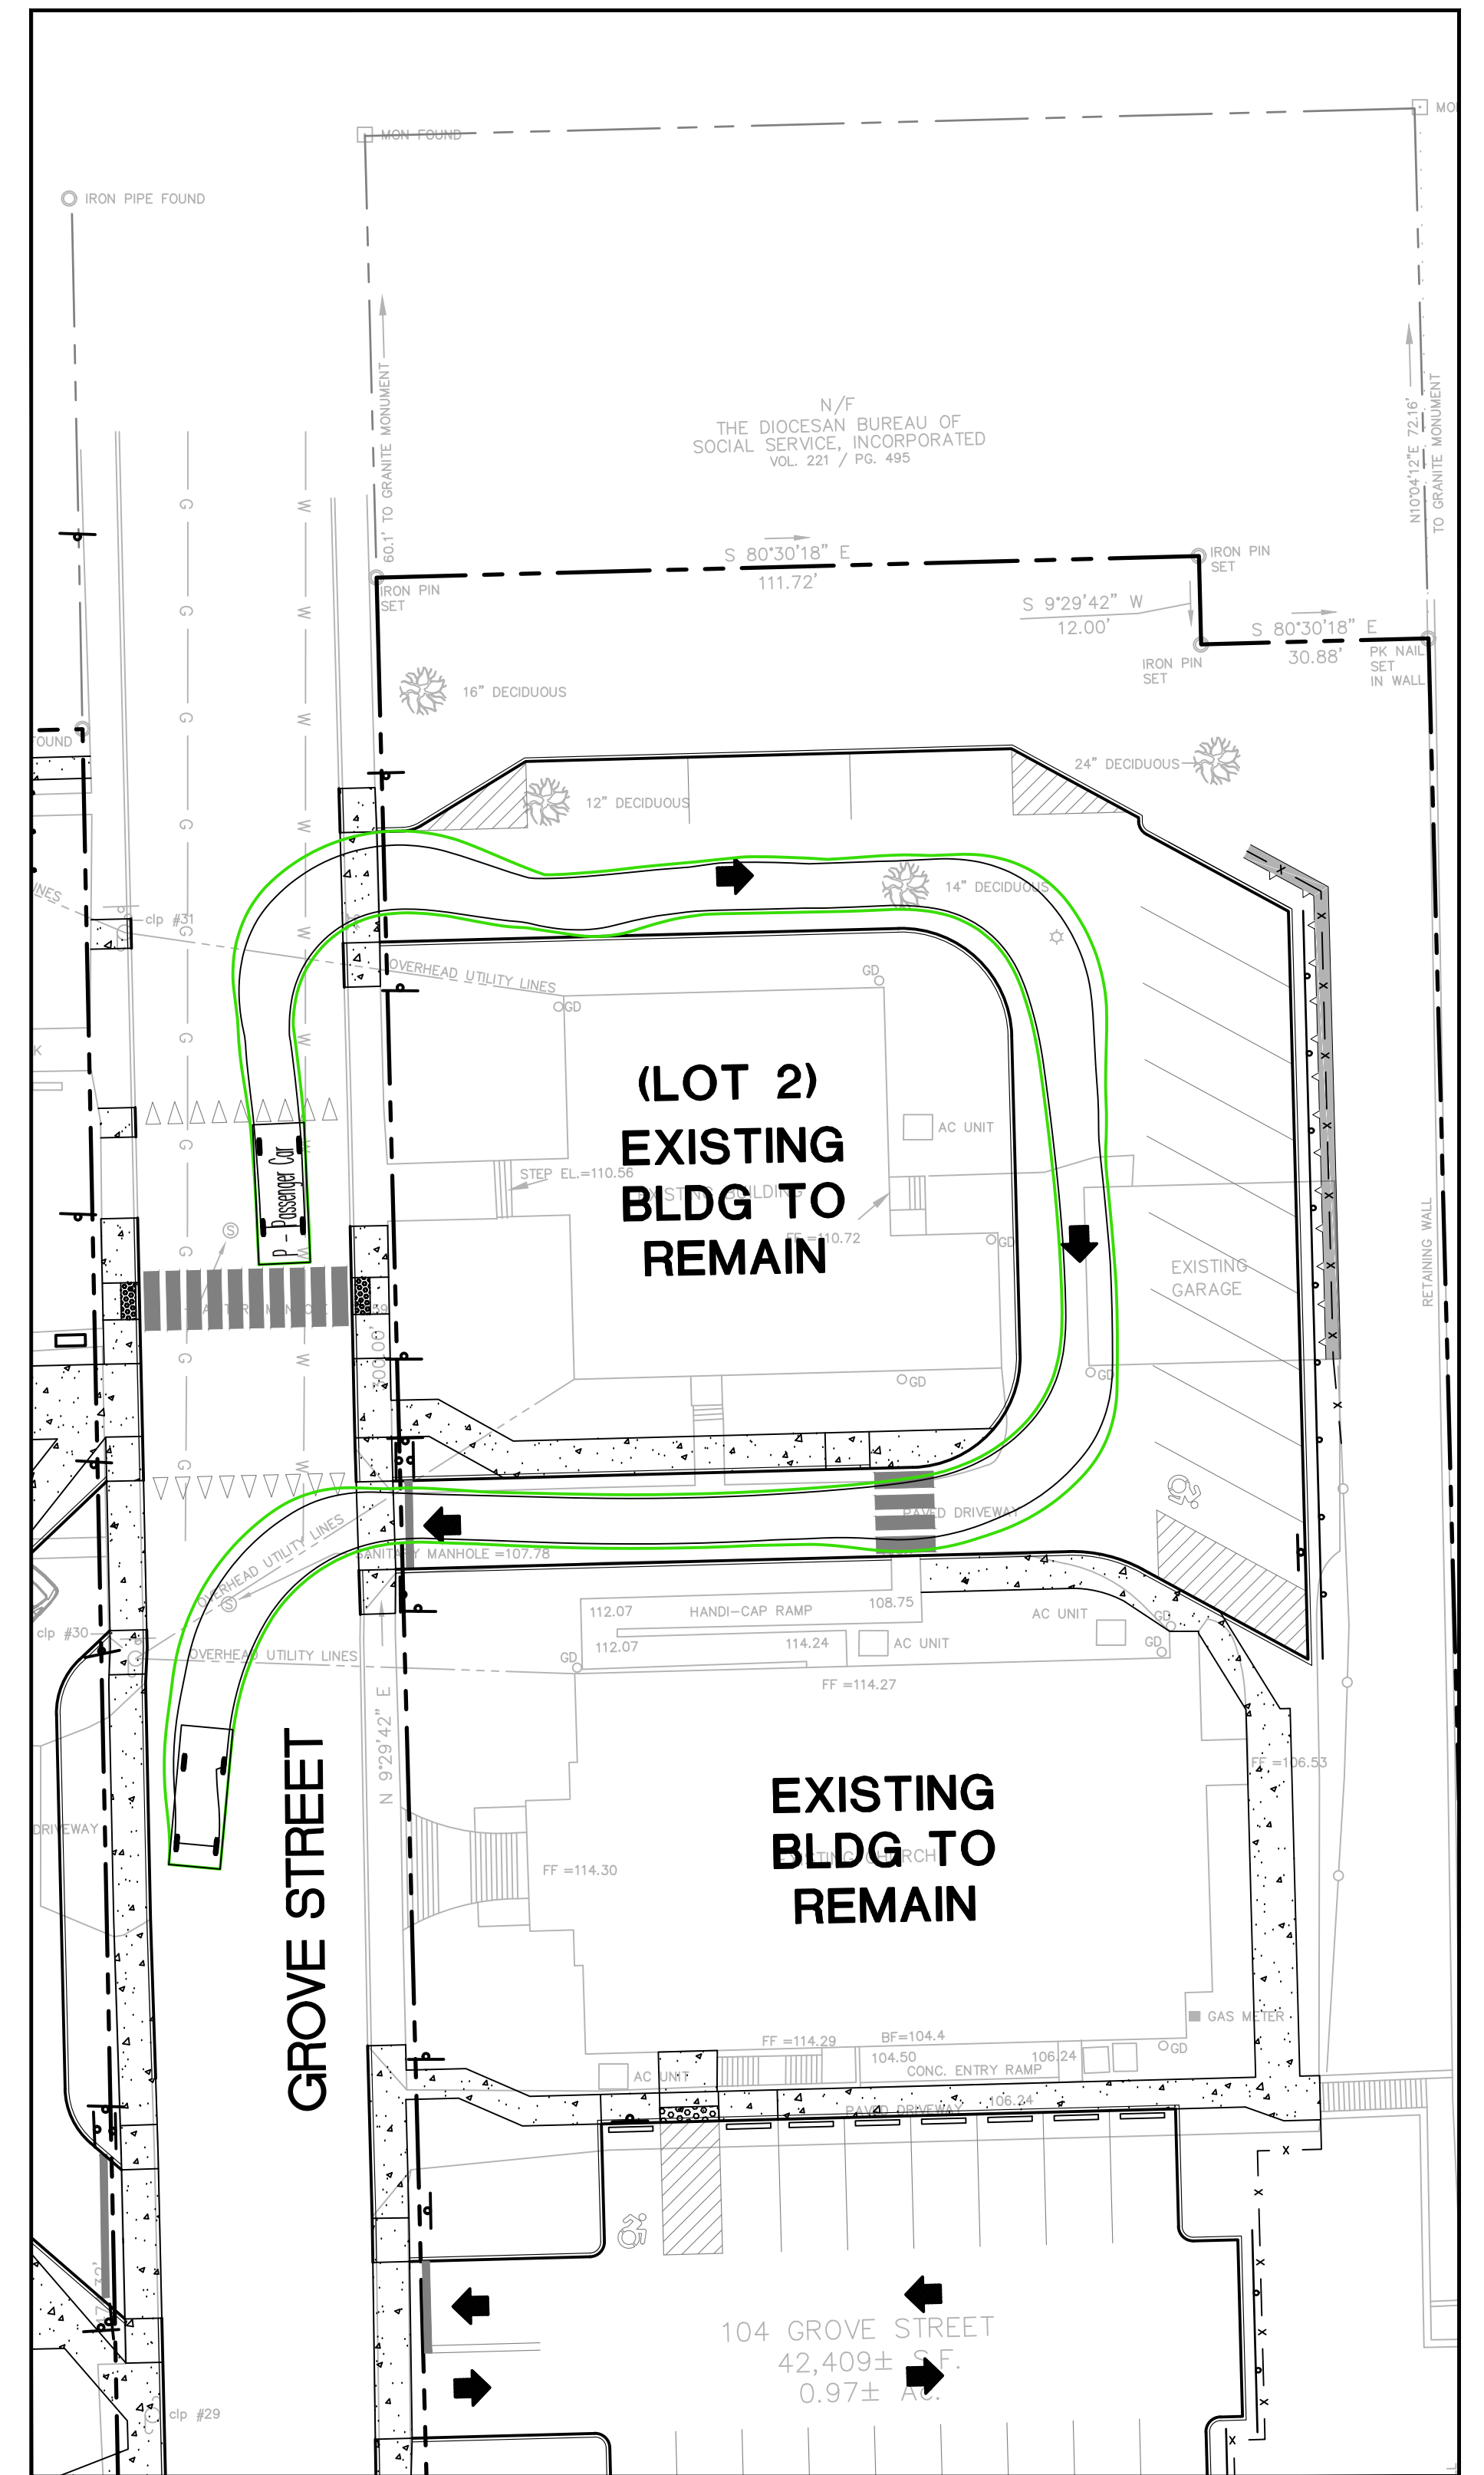 MON FOUND
IRON PIPE FOUND
60.1' TO GRANITE MONUMENT
N10°04'12"E 72.16'
TO GRANITE MONUMENT
N/F
THE DIOCESAN BUREAU OF
SOCIAL SERVICE, INCORPORATED
VOL. 221 / PG. 495
S 80°30'18" E
111.72'
IRON PIN
SET
IRON PIN
SET
S 9°29'42" W
12.00'
S 80°30'18" E
30.88'
IRON PIN
SET
PK NAIL
SET
IN WALL
16" DECIDUOUS
24" DECIDUOUS
12" DECIDUOUS
14" DECIDUOUS
clp #31
OVERHEAD UTILITY LINES
GD
GD
(LOT 2)
EXISTING
BLDG TO
REMAIN
AC UNIT
STEP EL.=110.56
EXISTING BUILDING
FF =110.72
GD
P - Passenger Car
EXISTING
GARAGE
RETAINING WALL
GD
GD
PAVED DRIVEWAY
SANITARY MANHOLE =107.78
OVERHEAD UTILITY LINES
clp #30
OVERHEAD UTILITY LINES
112.07
HANDI-CAP RAMP
108.75
AC UNIT
GD
112.07
114.24
AC UNIT
GD
GD
FF =114.27
N 9°29'42" E
GROVE STREET
FF =106.53
DRIVEWAY
EXISTING
BLDG TO
REMAIN
EXISTING CHURCH
FF =114.30
GAS METER
FF =114.29
BF=104.4
104.50
106.24
GD
AC UNIT
CONC. ENTRY RAMP
PAVED DRIVEWAY
106.24
104 GROVE STREET
42,409± S.F.
0.97± AC.
clp #29